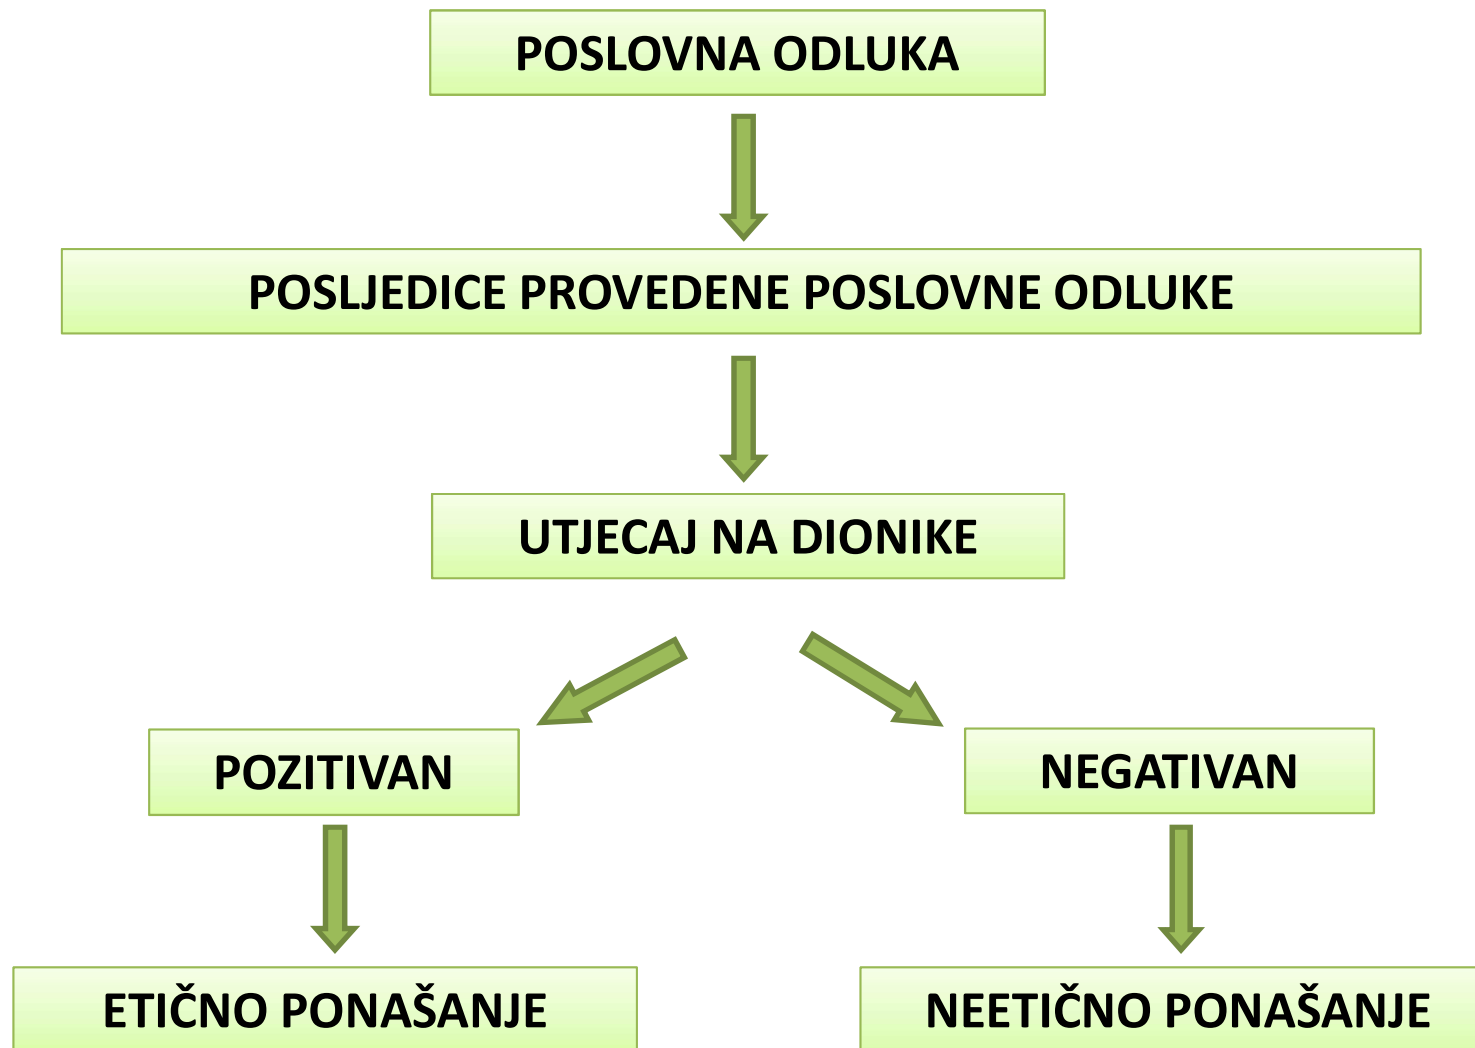 POSLOVNA ODLUKA
POSLJEDICE PROVEDENE POSLOVNE ODLUKE
UTJECAJ NA DIONIKE
POZITIVAN
NEGATIVAN
ETIČNO PONAŠANJE
NEETIČNO PONAŠANJE